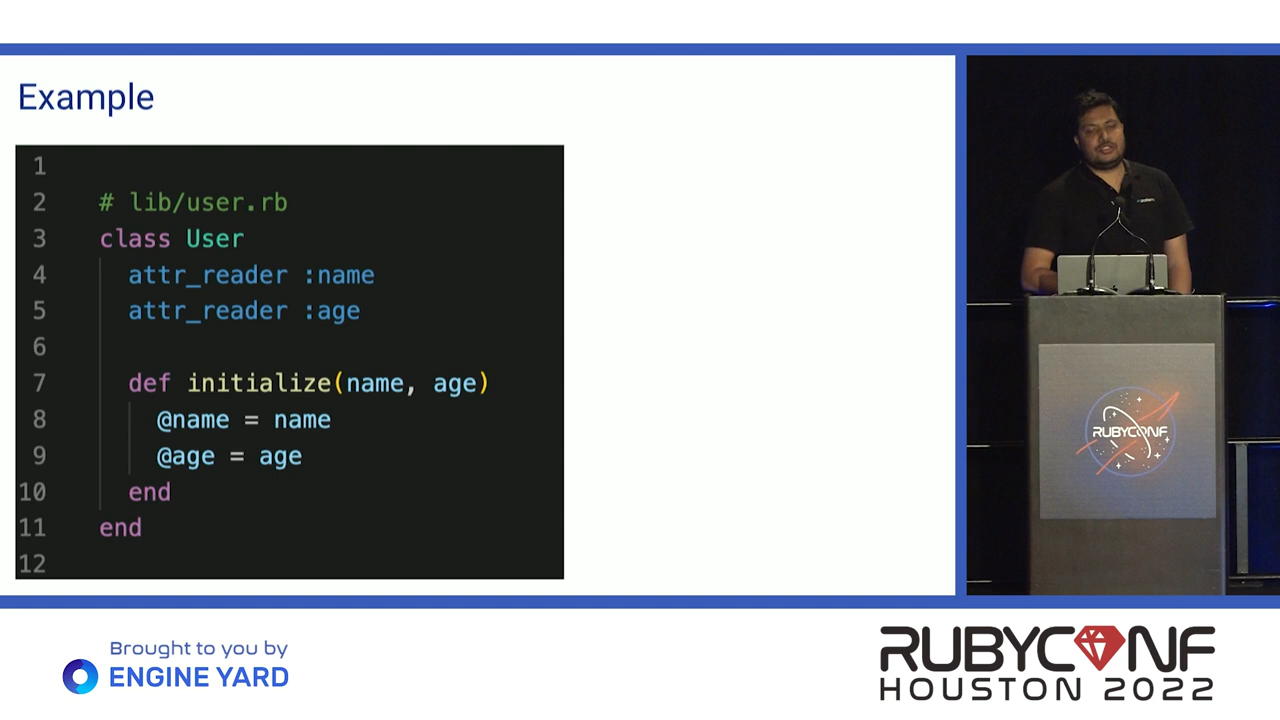 Example
1
2 # lib/user.rb
3 class User
4 attr_reader :name
5 attr_reader :age
6
7 def initialize(name, age)
8 @name = name
9 @age = age
10 end
11 end
12
RUBYCONF
Brought to you by
ENGINE YARD
RUBYCONF
HOUSTON 2022